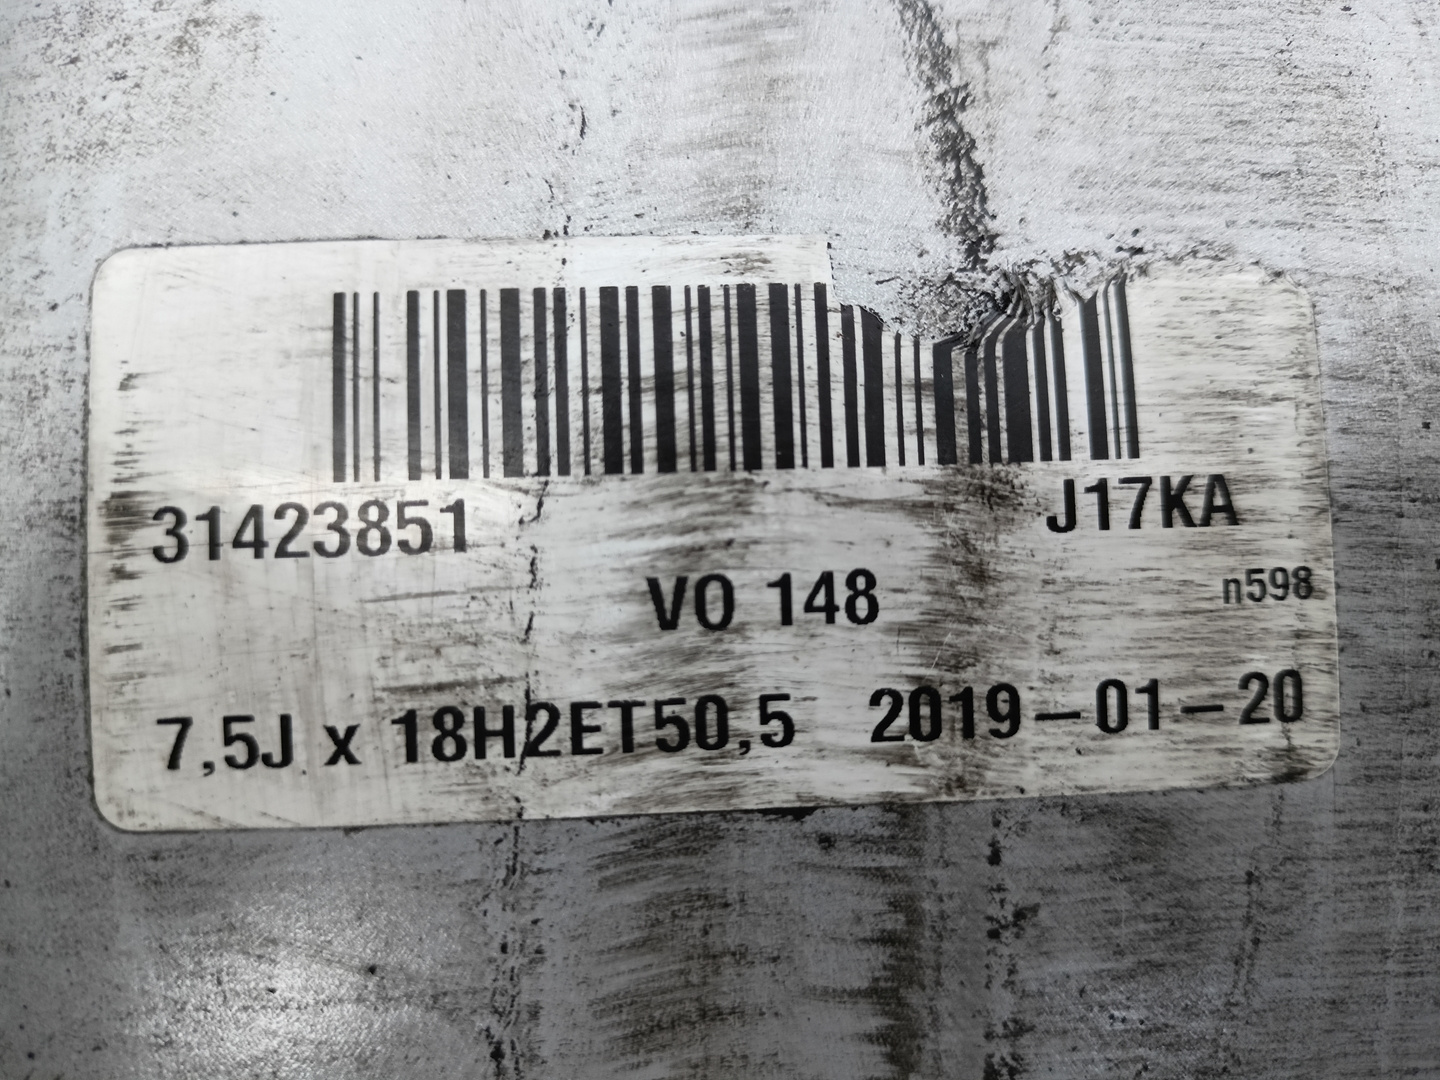 31423851 J17KA
VO 148
n598
7,5J x 18H2ET50,5 2019-01-20